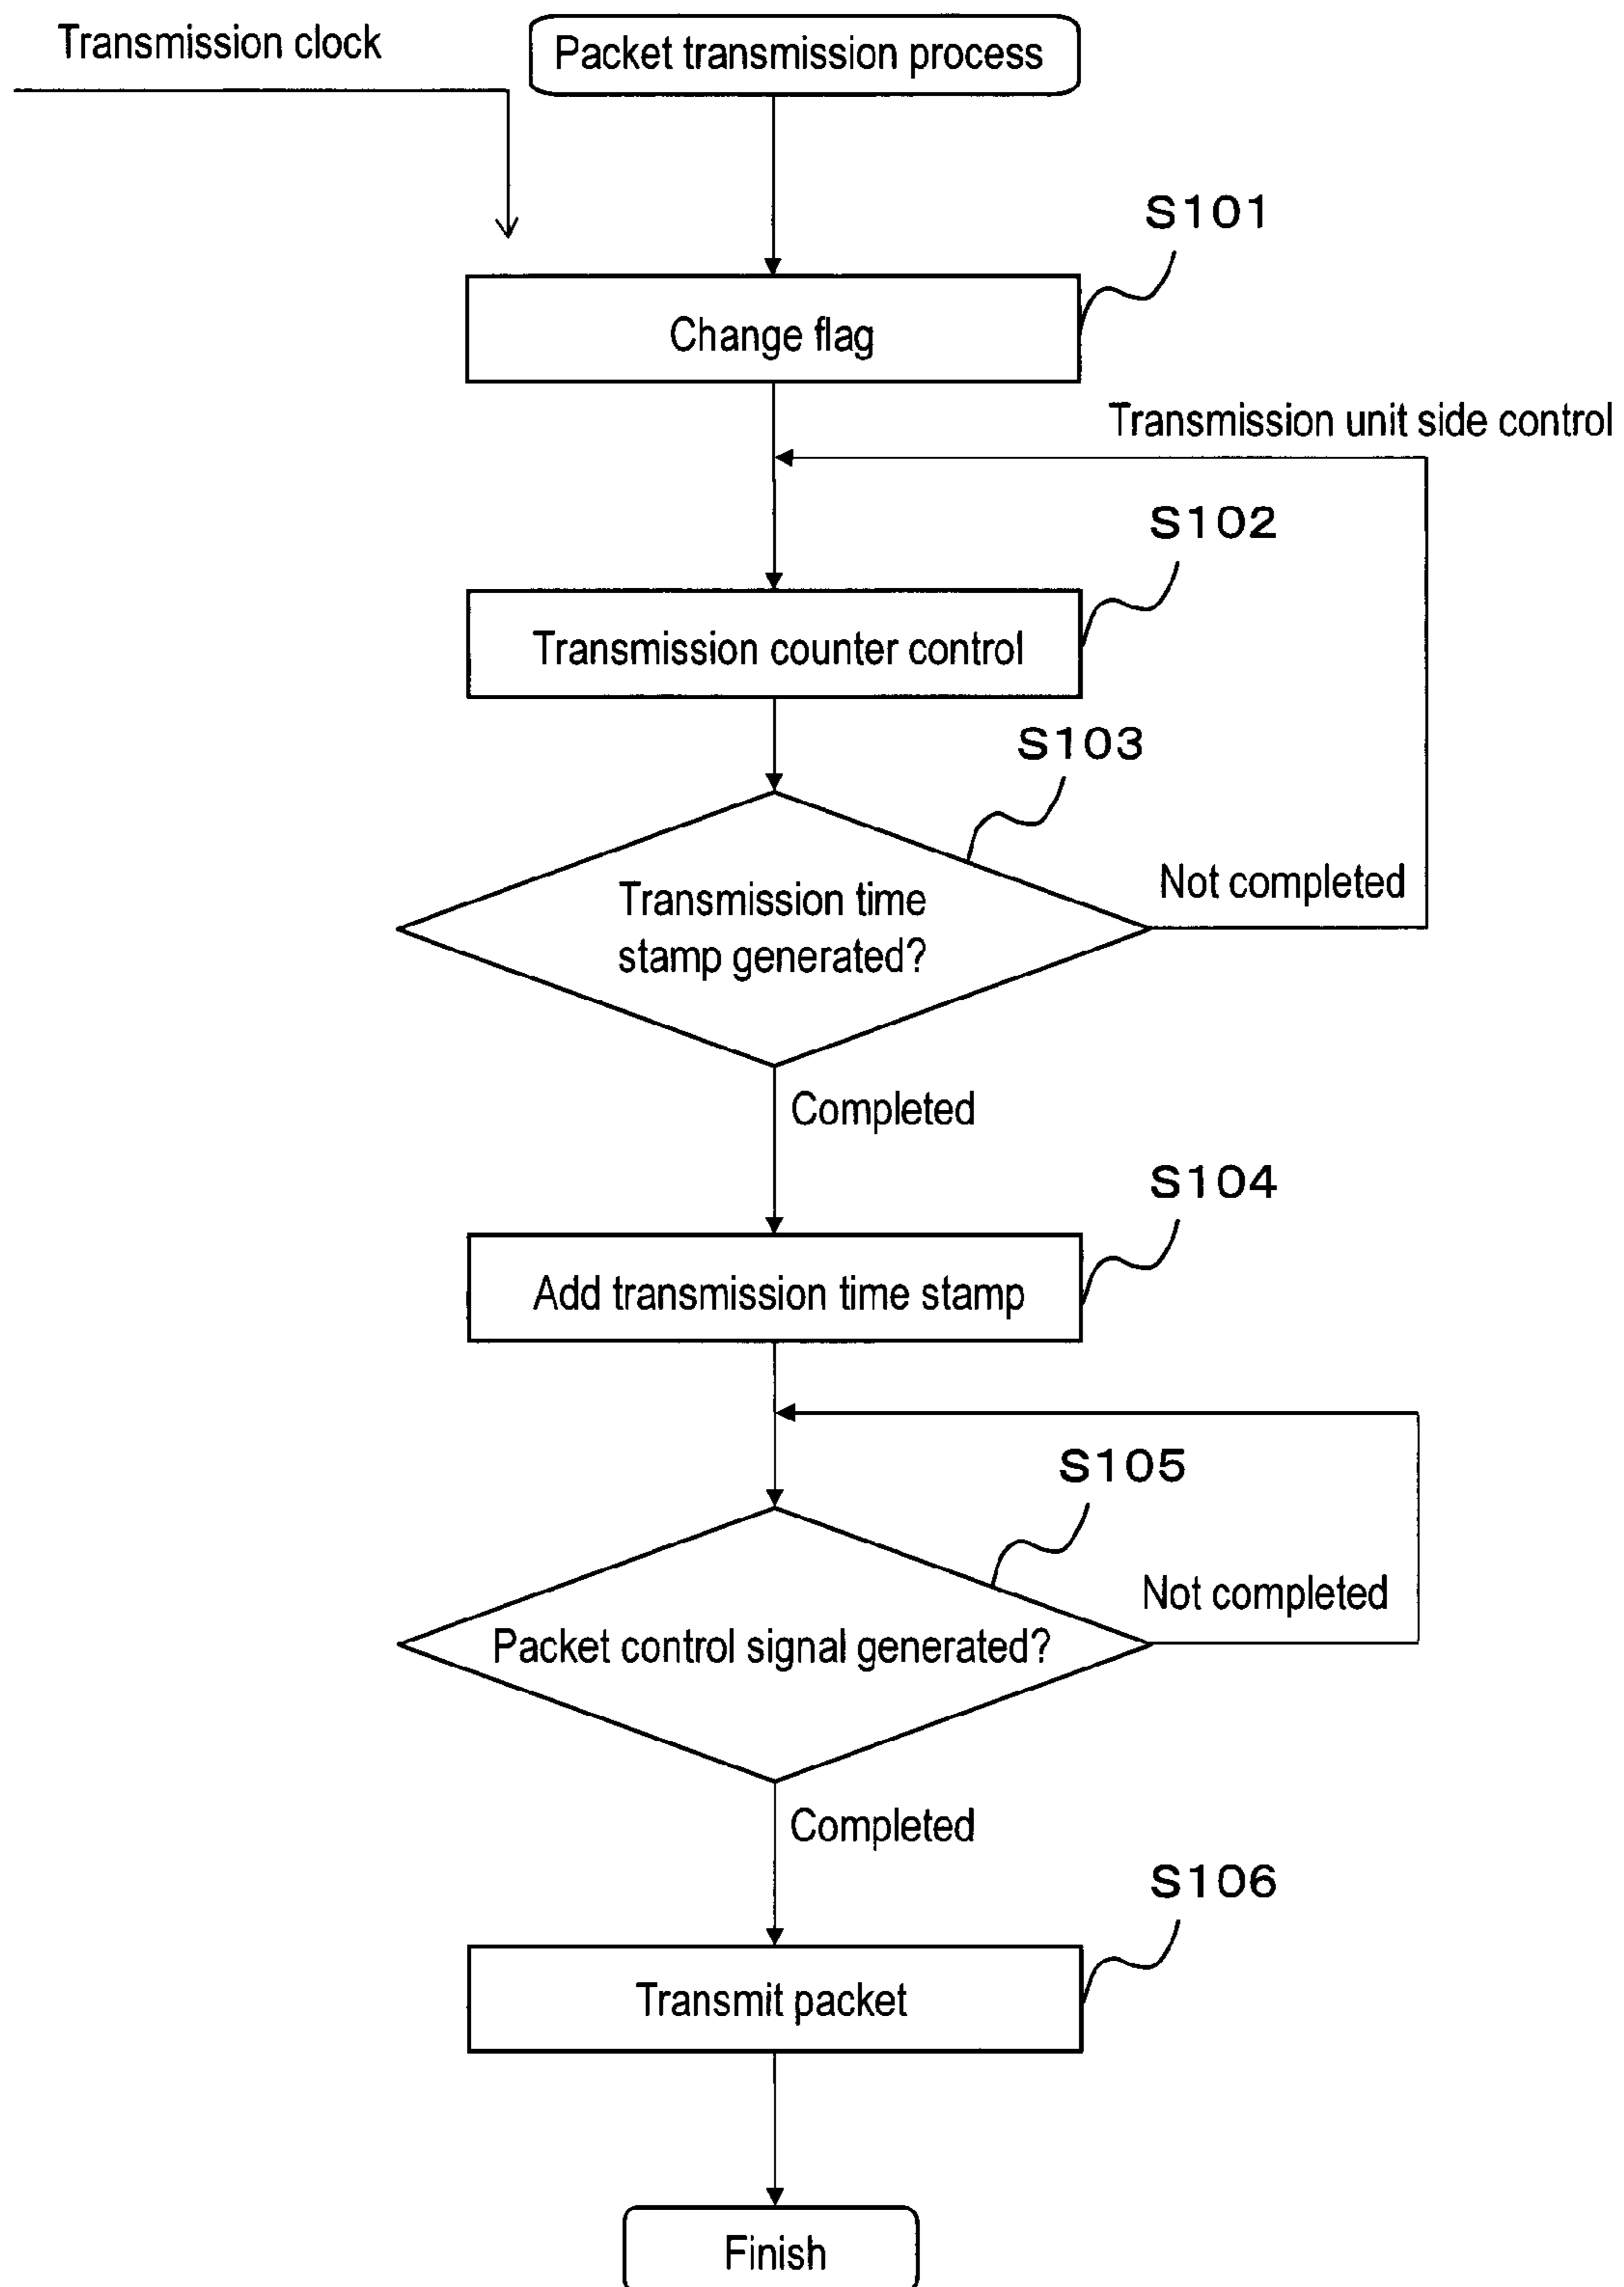 Transmission clock
Packet transmission process
S101
Change flag
Transmission unit side control
S102
Transmission counter control
S103
Transmission time
stamp generated?
Not completed
Completed
S104
Add transmission time stamp
S105
Packet control signal generated?
Not completed
Completed
S106
Transmit packet
Finish